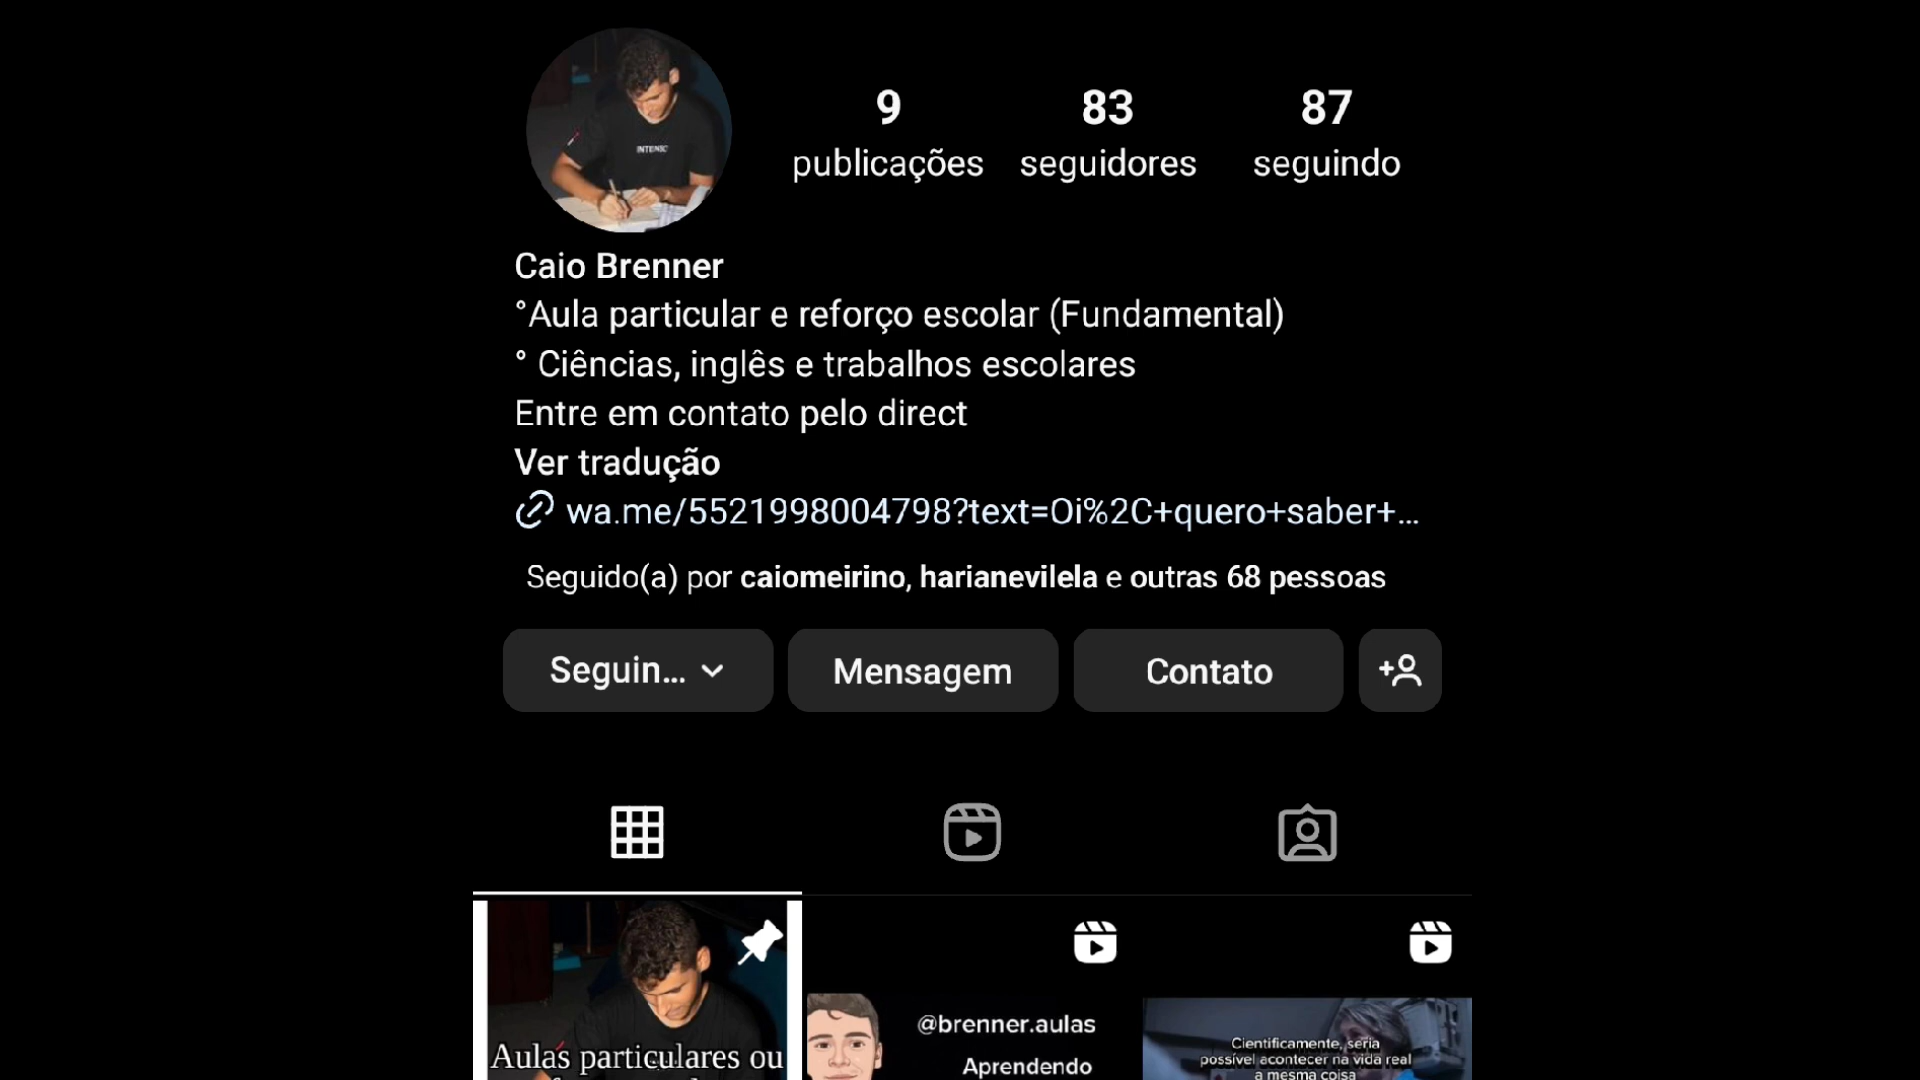 INTENSE
9
publicações
83
seguidores
87
seguindo
Caio Brenner
°Aula particular e reforço escolar (Fundamental)
° Ciências, inglês e trabalhos escolares
Entre em contato pelo direct
Ver tradução
wa.me/5521998004798?text=Oi%2C+quero+saber+...
Seguido(a) por caiomeirino, harianevilela e outras 68 pessoas
Seguin...
Mensagem
Contato
Aulas particulares ou
@brenner.aulas
Aprendendo
Cientificamente, seria
possível acontecer na vida real
a mesma coisa